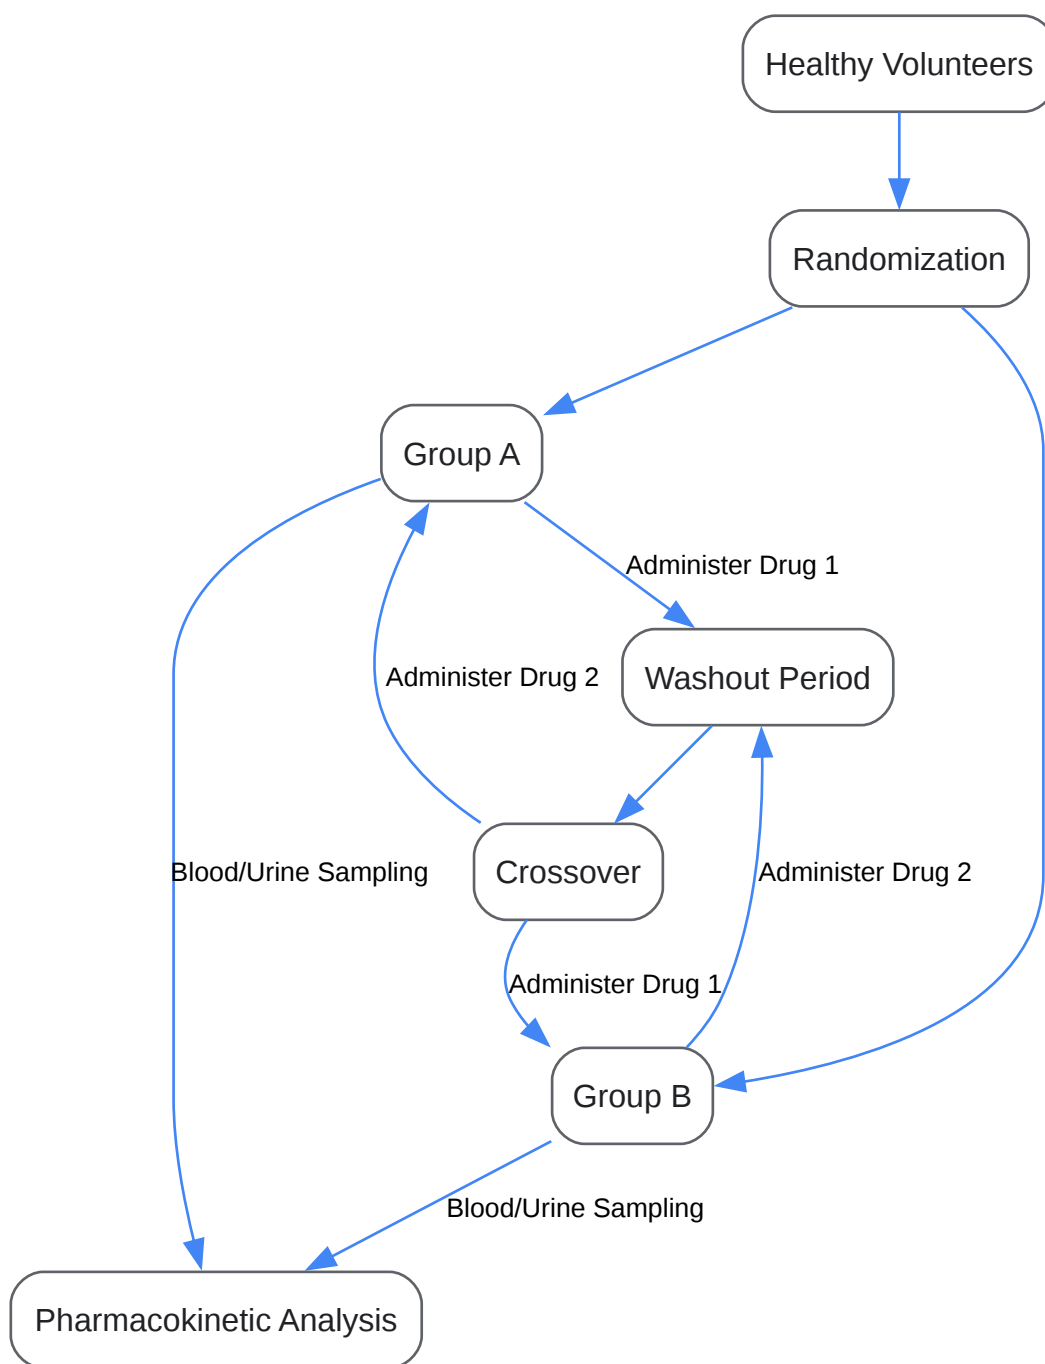 Healthy Volunteers
Randomization
Group A
Administer Drug 1
Administer Drug 2
Washout Period
Blood/Urine Sampling
Crossover
Administer Drug 2
Administer Drug 1
Group B
Blood/Urine Sampling
Pharmacokinetic Analysis